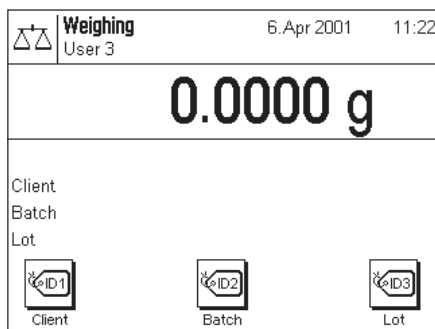 Weighing 6.Apr 2001 11:22
User 3
0.0000 g
Client
Batch
Lot
ID1 ID2 ID3
Client Batch Lot